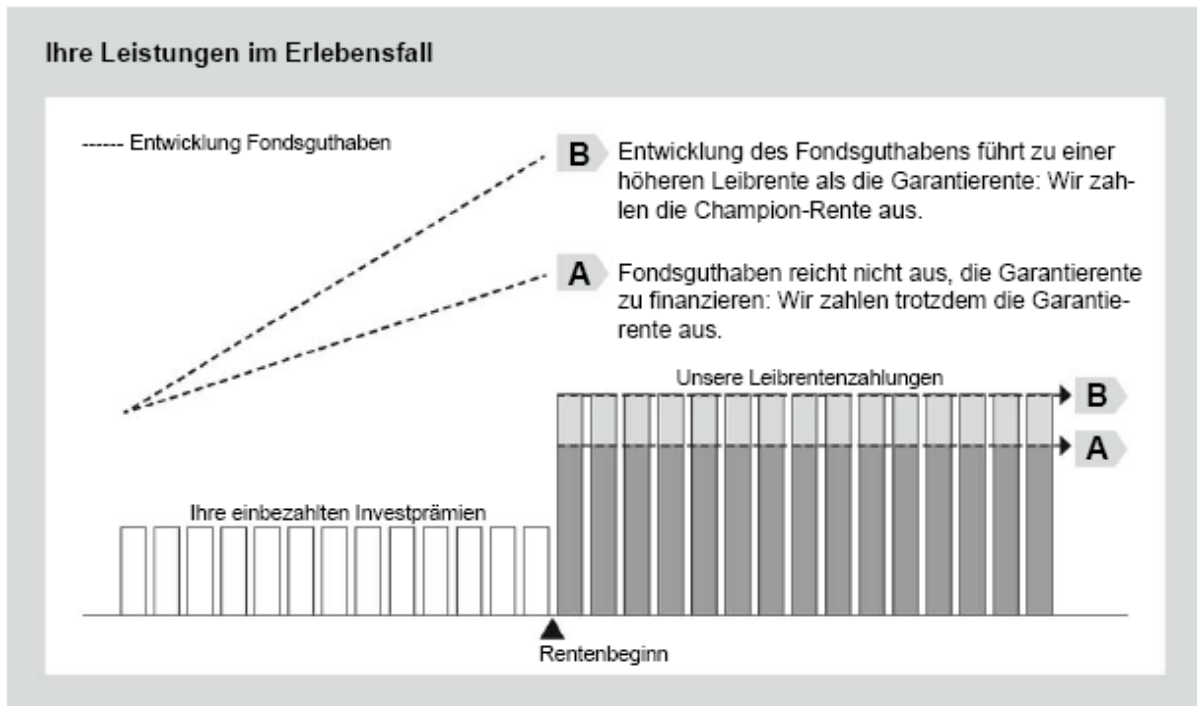 Ihre Leistungen im Erlebensfall
------ Entwicklung Fondsguthaben
B
Entwicklung des Fondsguthabens führt zu einer
höheren Leibrente als die Garantierente: Wir zah-
len die Champion-Rente aus.
A
Fondsguthaben reicht nicht aus, die Garantierente
zu finanzieren: Wir zahlen trotzdem die Garantie-
rente aus.
Unsere Leibrentenzahlungen
B
A
Ihre einbezahlten Investprämien
Rentenbeginn